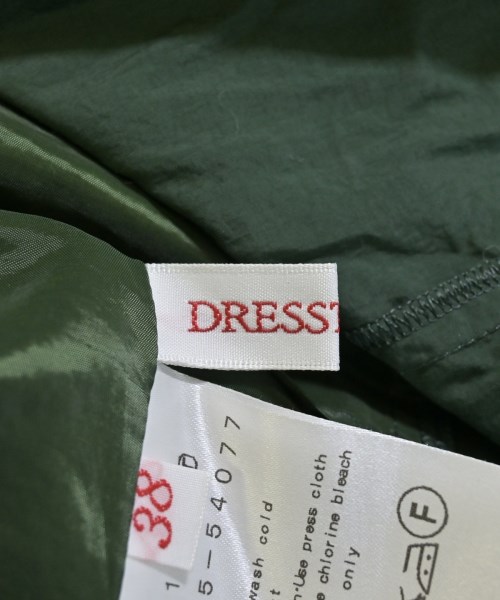 DRESST
38
D
5-54077
wash cold
Use press cloth
chlorine bleach
only
F